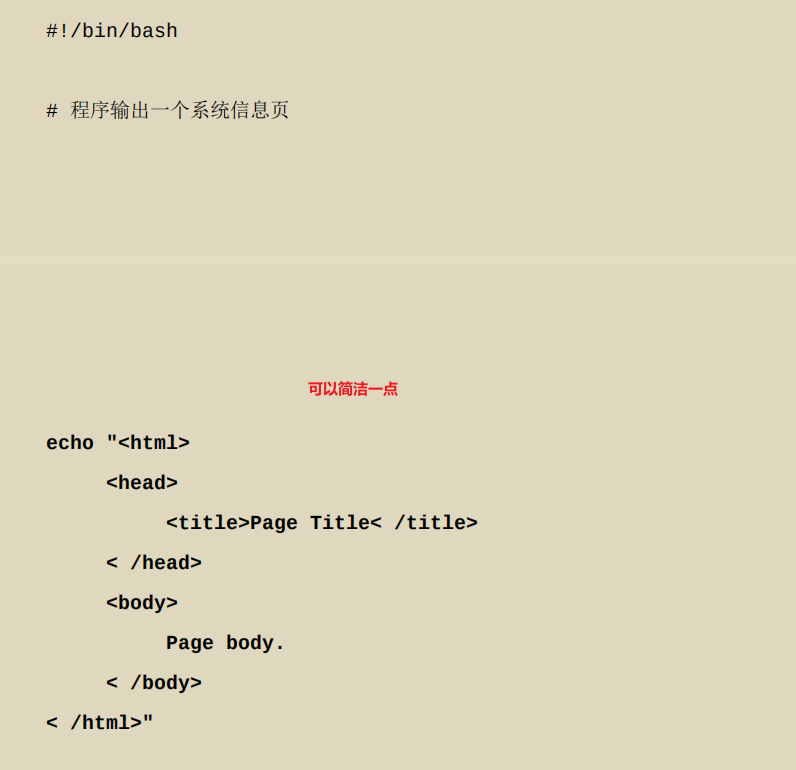 #!/bin/bash
# 程序输出一个系统信息页
可以简洁一点
echo "<html>
<head>
<title>Page Title< /title>
< /head>
<body>
Page body.
< /body>
< /html>"